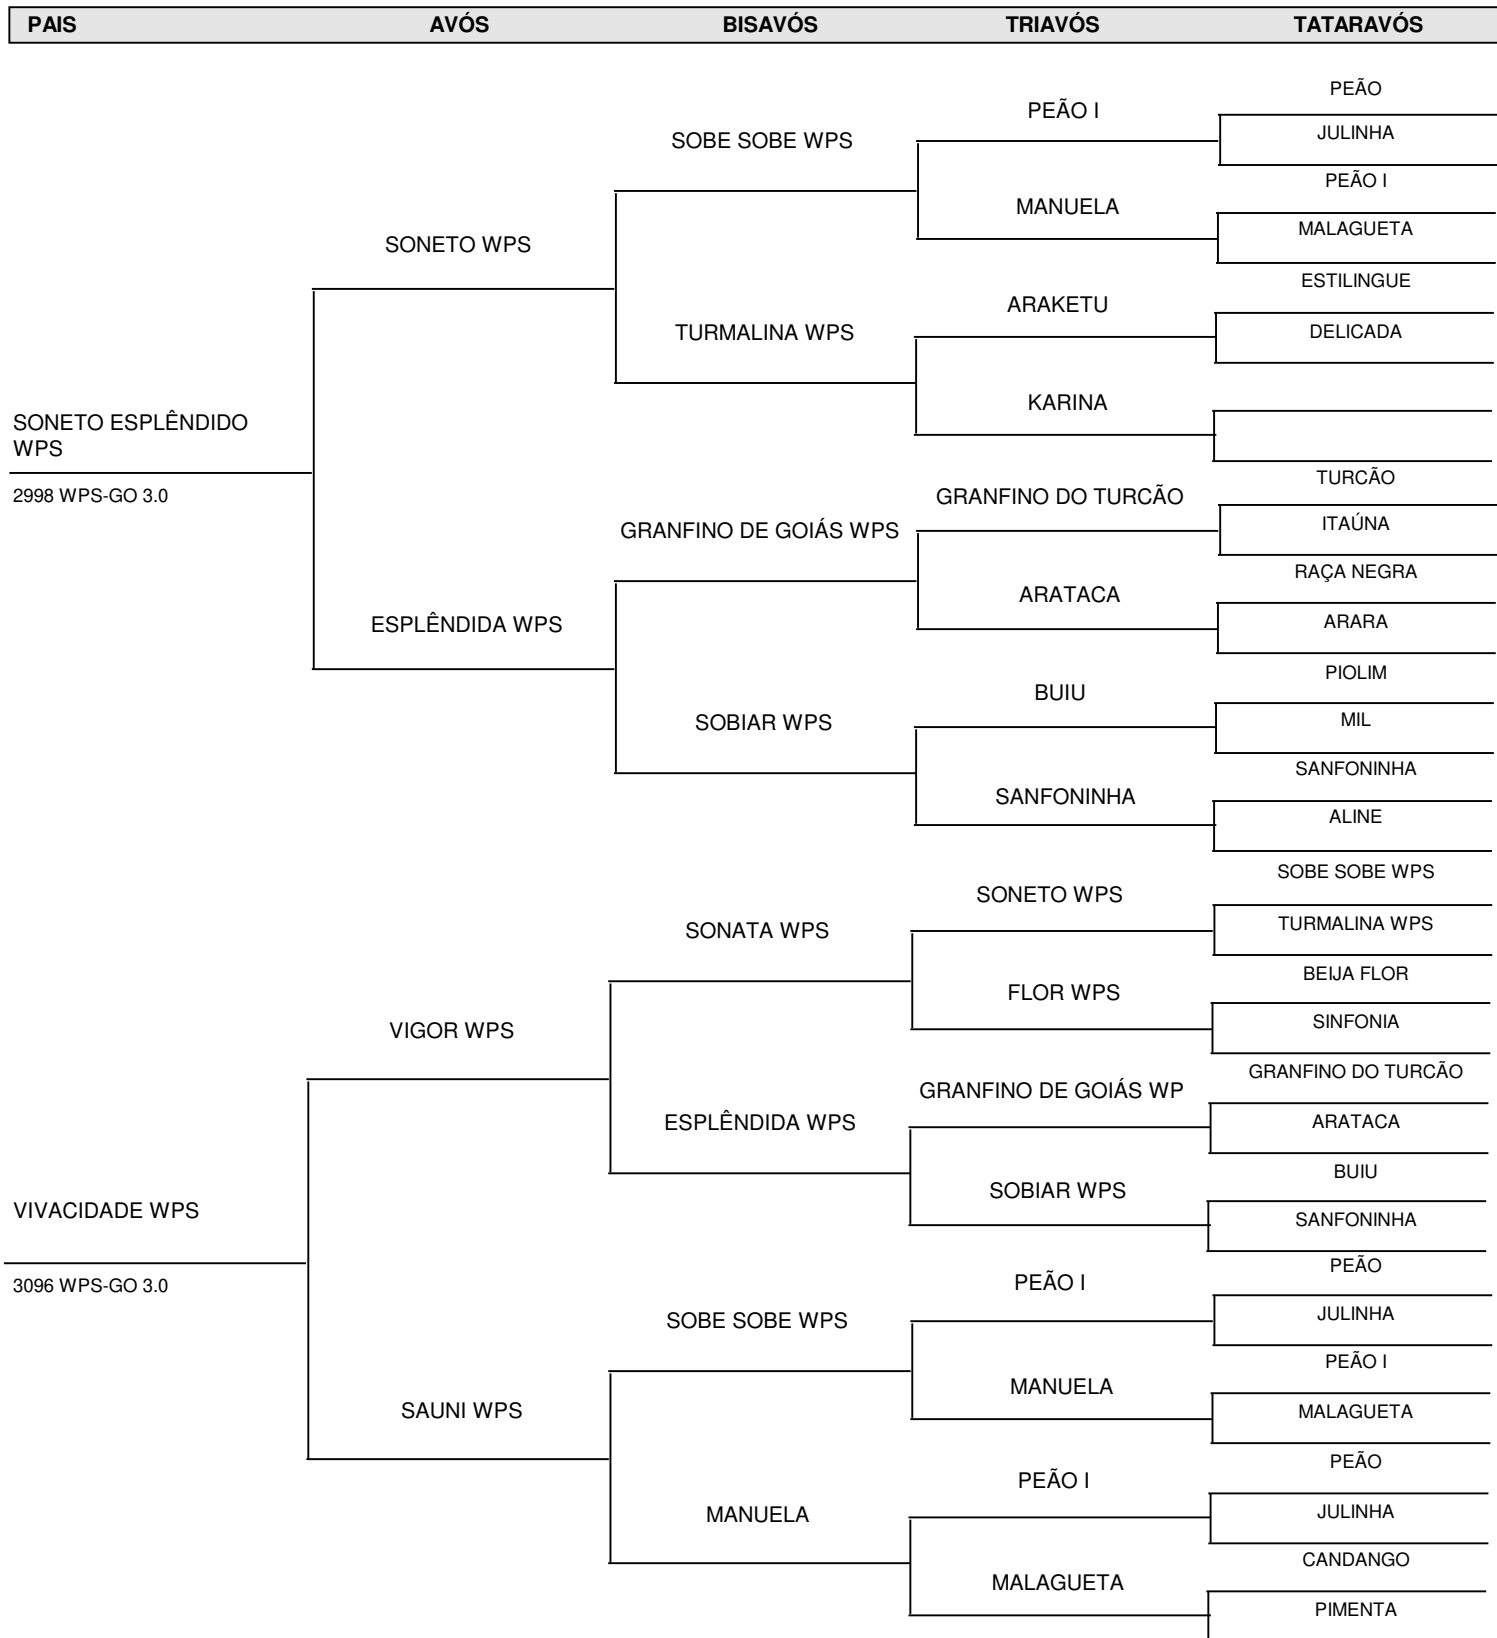 PAIS AVÓS BISAVÓS TRIAVÓS TATARAVÓS
PEÃO
PEÃO I
JULINHA
SOBE SOBE WPS
PEÃO I
MANUELA
MALAGUETA
SONETO WPS
ESTILINGUE
ARAKETU
TURMALINA WPS
DELICADA
KARINA
SONETO ESPLÊNDIDO
WPS
TURCÃO
2998 WPS-GO 3.0
GRANFINO DO TURCÃO
ITAÚNA
GRANFINO DE GOIÁS WPS
RAÇA NEGRA
ARATACA
ARARA
ESPLÊNDIDA WPS
PIOLIM
BUIU
MIL
SOBIAR WPS
SANFONINHA
SANFONINHA
ALINE
SOBE SOBE WPS
SONETO WPS
TURMALINA WPS
SONATA WPS
BEIJA FLOR
FLOR WPS
SINFONIA
VIGOR WPS
GRANFINO DO TURCÃO
GRANFINO DE GOIÁS WP
ARATACA
ESPLÊNDIDA WPS
BUIU
SOBIAR WPS
VIVACIDADE WPS
SANFONINHA
PEÃO
3096 WPS-GO 3.0
PEÃO I
JULINHA
SOBE SOBE WPS
PEÃO I
MANUELA
MALAGUETA
SAUNI WPS
PEÃO
PEÃO I
JULINHA
MANUELA
CANDANGO
MALAGUETA
PIMENTA